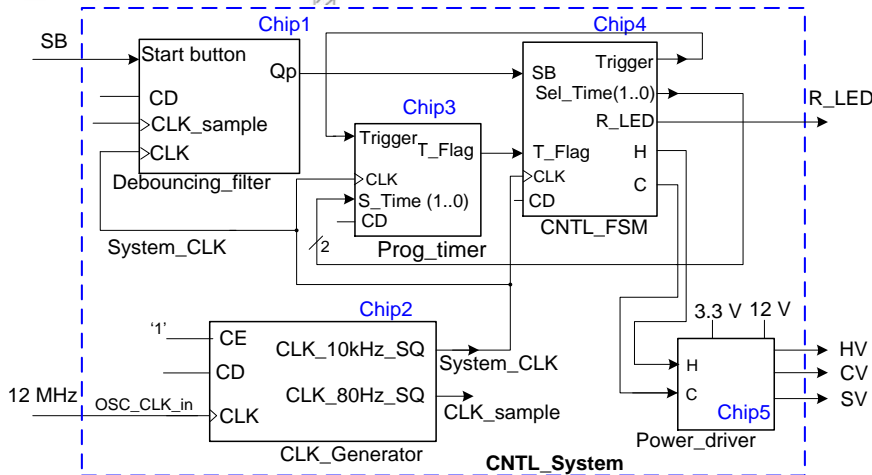 Chip1
Chip4
SB
Start button
Qp
CD
CLK_sample
CLK
Debouncing_filter
Chip3
Trigger
T_Flag
CLK
S_Time (1..0)
CD
Prog_timer
SB
Trigger
Sel_Time(1..0)
R_LED
T_Flag
H
CLK
C
CD
CNTL_FSM
R_LED
System_CLK
2
Chip2
'1'
CE
CD
CLK_10kHz_SQ
System_CLK
CLK_80Hz_SQ
CLK_sample
12 MHz
OSC_CLK_in
CLK
CLK_Generator
3.3 V
12 V
H
C
Chip5
Power_driver
HV
CV
SV
CNTL_System